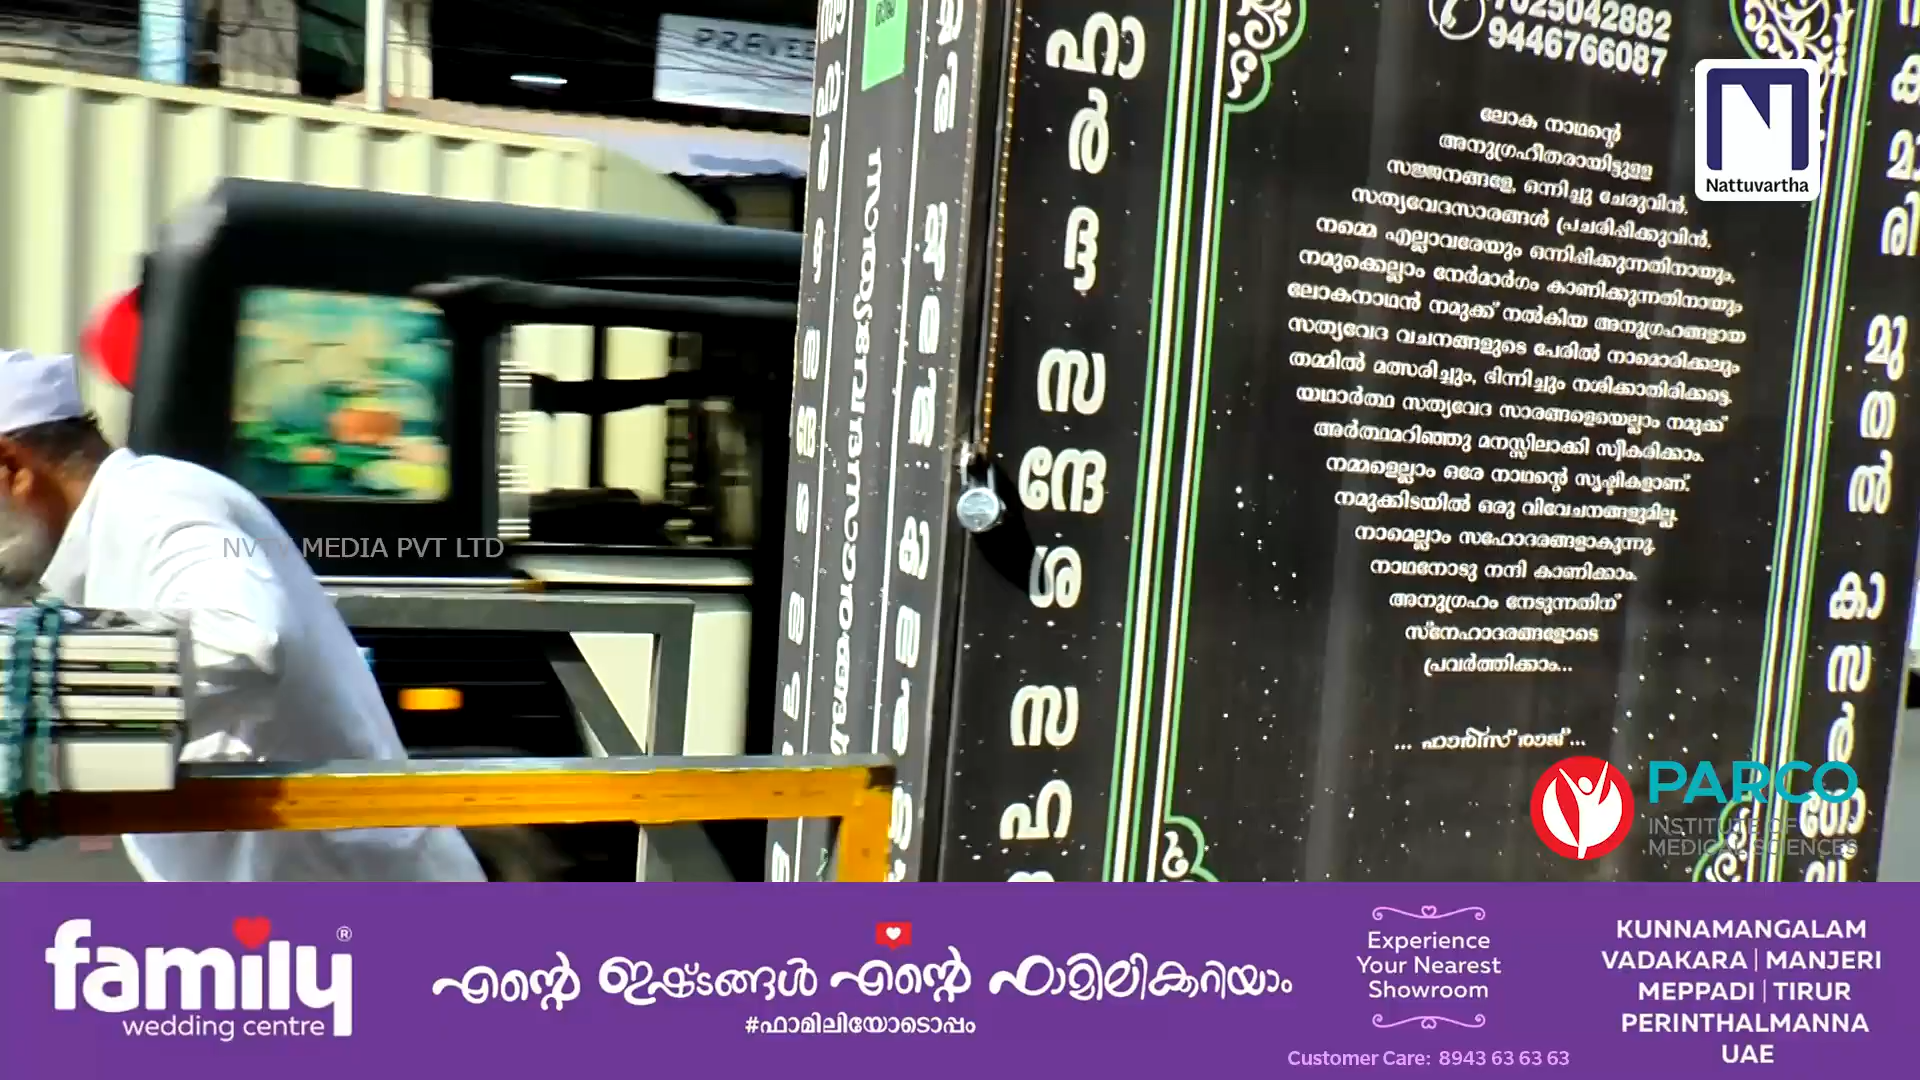 7025042882
9446766087
ലോക നാഥന്റെ
അനുഗ്രഹീതരായിട്ടുള്ള
സജ്ജനങ്ങളേ, ഒന്നിച്ചു ചേരുവിൻ.
സത്യവേദസാരങ്ങൾ പ്രചരിപ്പിക്കുവിൻ.
നമ്മെ എല്ലാവരേയും ഒന്നിപ്പിക്കുന്നതിനായും,
നമുക്കെല്ലാം നേർമാർഗം കാണിക്കുന്നതിനായും
ലോകനാഥൻ നമുക്ക് നൽകിയ അനുഗ്രഹങ്ങളായ
സത്യവേദ വചനങ്ങളുടെ പേരിൽ നാമൊരിക്കലും
തമ്മിൽ മത്സരിച്ചും, ഭിന്നിച്ചും നശിക്കാതിരിക്കട്ടെ.
യഥാർത്ഥ സത്യവേദ സാരങ്ങളെയെല്ലാം നമുക്ക്
അർത്ഥമറിഞ്ഞു മനസ്സിലാക്കി സ്വീകരിക്കാം.
നമ്മളെല്ലാം ഒരേ നാഥന്റെ സൃഷ്ടികളാണ്.
നമുക്കിടയിൽ ഒരു വിവേചനങ്ങളുമില്ല.
നാമെല്ലാം സഹോദരങ്ങളാകുന്നു.
നാഥനോടു നന്ദി കാണിക്കാം.
അനുഗ്രഹം നേടുന്നതിന്
സ്നേഹാദരങ്ങളോടെ
പ്രവർത്തിക്കാം...
... ഫാരിസ് രാജ് ...
ഹാർദ്ദ സന്ദേശ സഹ
മാരി മുതൽ കാസർഗോ
Nattuvartha
NVTV MEDIA PVT LTD
PARCO
INSTITUTE OF
MEDICAL SCIENCES
family®
wedding centre
എന്റെ ഇഷ്ടങ്ങൾ എന്റെ ഫാമിലികറിയാം
#ഫാമിലിയോടൊപ്പം
Experience
Your Nearest
Showroom
Customer Care: 8943 63 63 63
KUNNAMANGALAM
VADAKARA | MANJERI
MEPPADI | TIRUR
PERINTHALMANNA
UAE